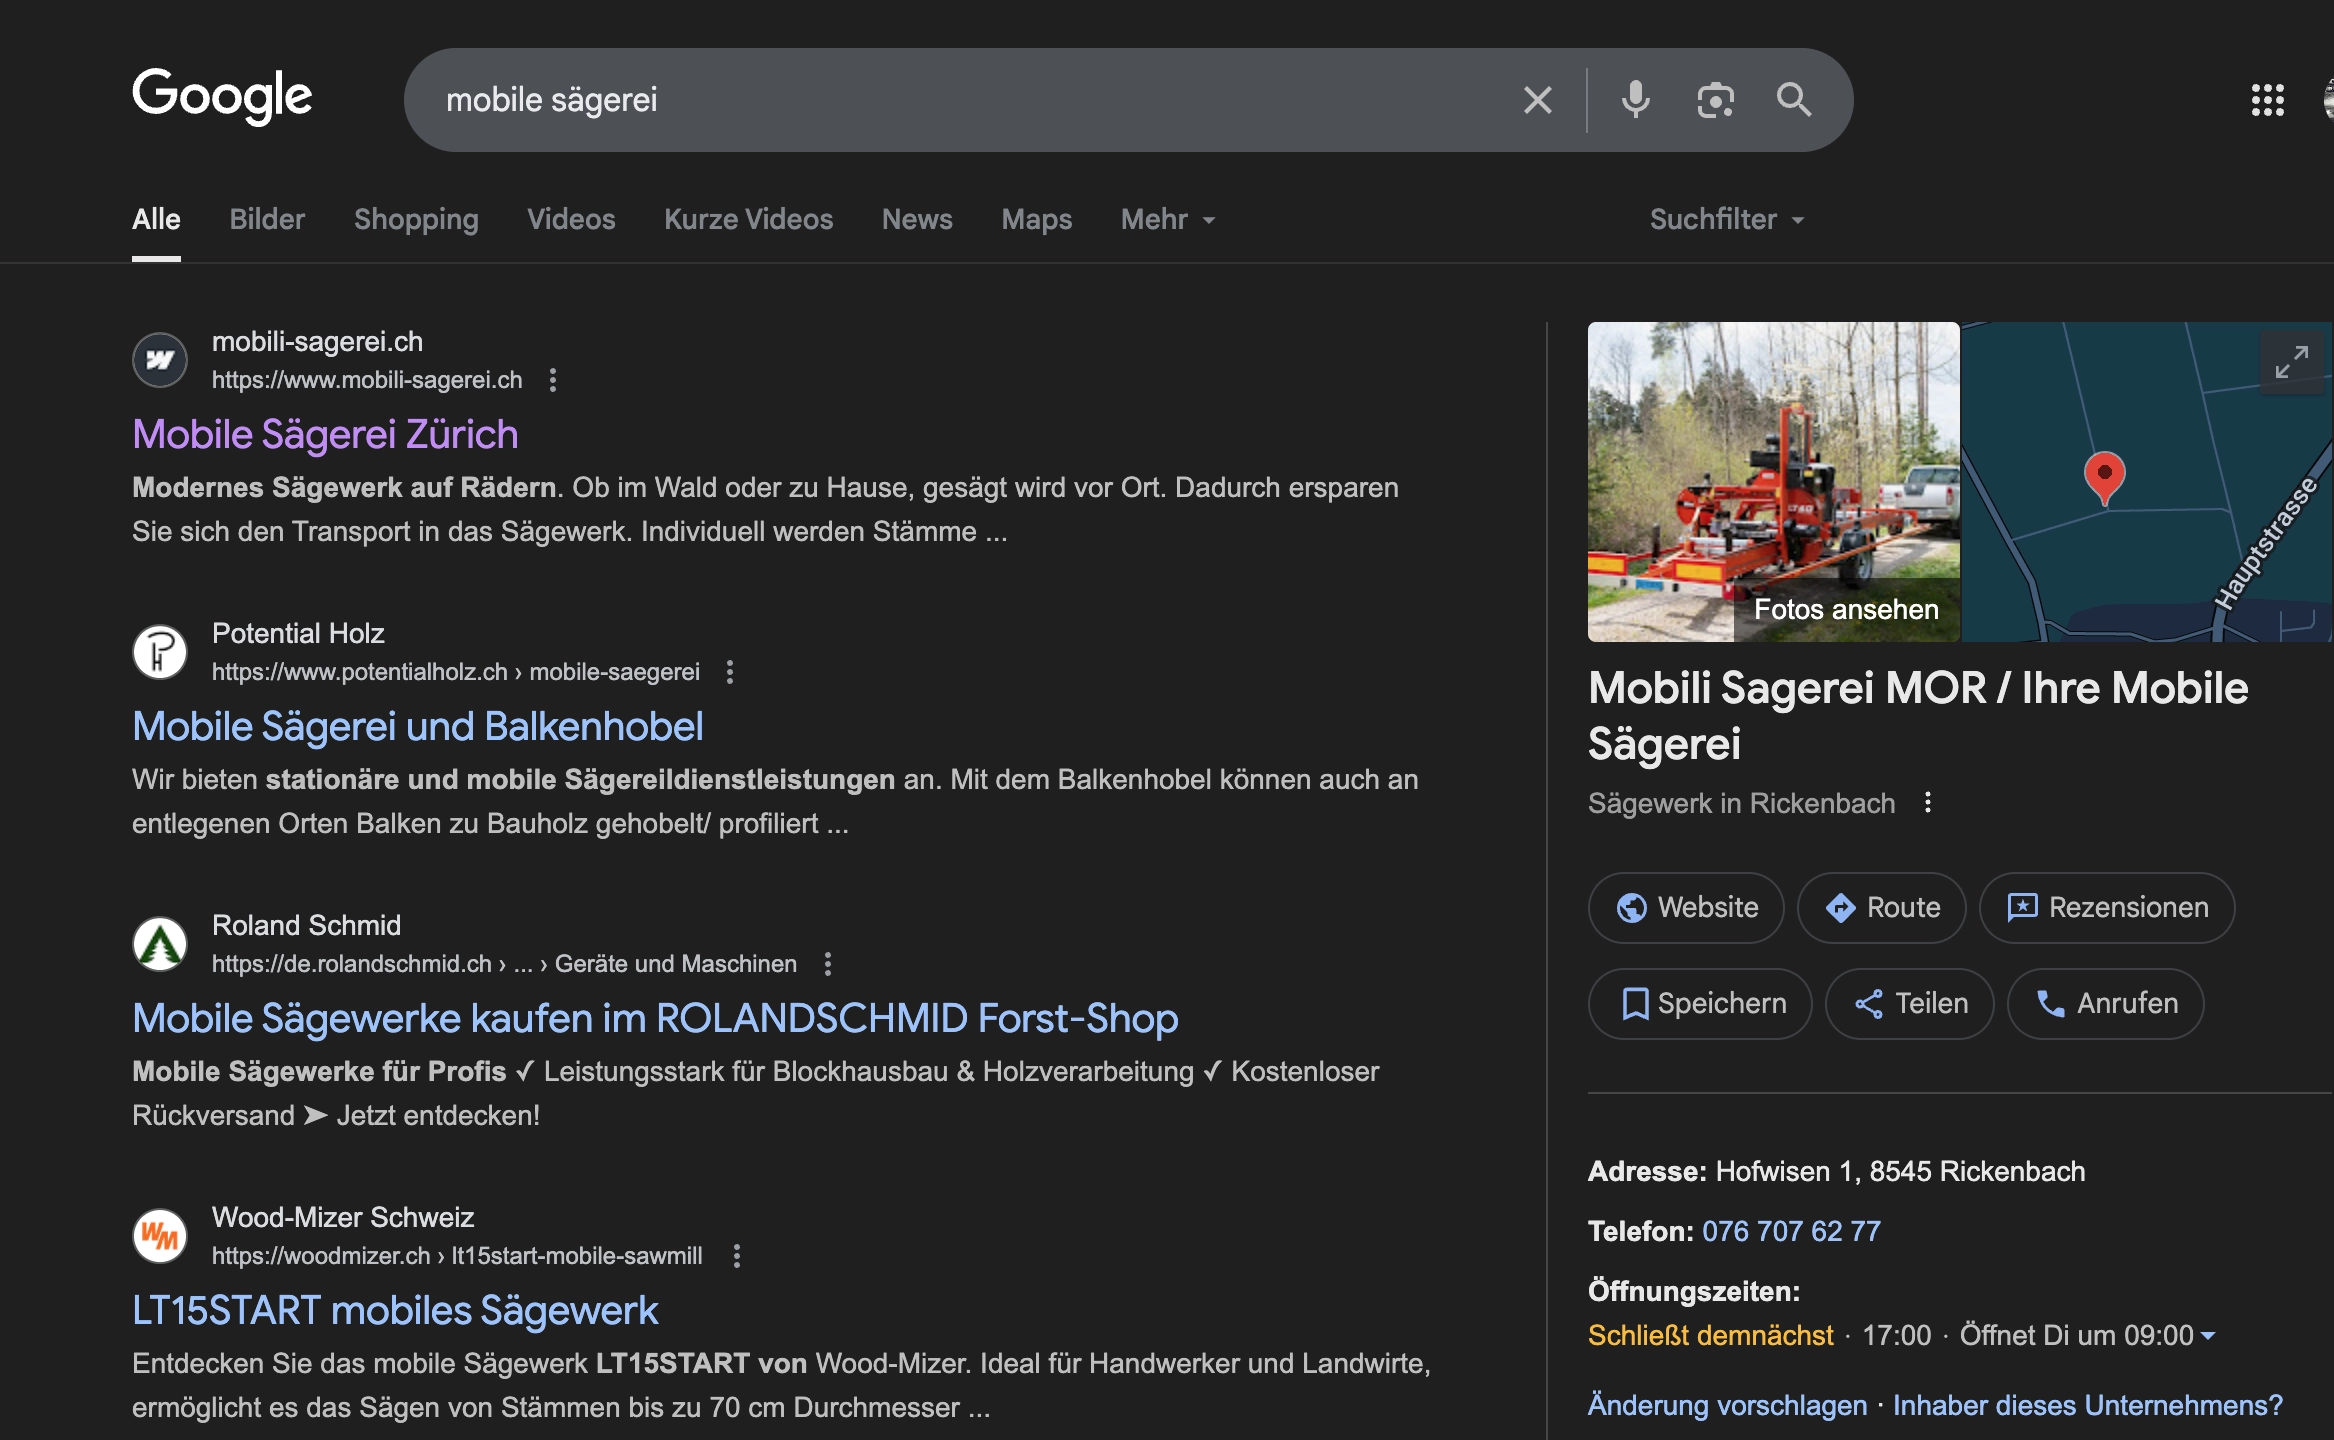 Google
mobile sägerei
Alle
Bilder
Shopping
Videos
Kurze Videos
News
Maps
Mehr
Suchfilter
mobili-sagerei.ch
https://www.mobili-sagerei.ch
Mobile Sägerei Zürich
Modernes Sägewerk auf Rädern. Ob im Wald oder zu Hause, gesägt wird vor Ort. Dadurch ersparen
Sie sich den Transport in das Sägewerk. Individuell werden Stämme ...
Potential Holz
https://www.potentialholz.ch › mobile-saegerei
Mobile Sägerei und Balkenhobel
Wir bieten stationäre und mobile Sägereildienstleistungen an. Mit dem Balkenhobel können auch an
entlegenen Orten Balken zu Bauholz gehobelt/ profiliert ...
Roland Schmid
https://de.rolandschmid.ch › ... › Geräte und Maschinen
Mobile Sägewerke kaufen im ROLANDSCHMID Forst-Shop
Mobile Sägewerke für Profis ✓ Leistungsstark für Blockhausbau & Holzverarbeitung ✓ Kostenloser
Rückversand ➤ Jetzt entdecken!
WM
Wood-Mizer Schweiz
https://woodmizer.ch › lt15start-mobile-sawmill
LT15START mobiles Sägewerk
Entdecken Sie das mobile Sägewerk LT15START von Wood-Mizer. Ideal für Handwerker und Landwirte,
ermöglicht es das Sägen von Stämmen bis zu 70 cm Durchmesser ...
Fotos ansehen
Hauptstrasse
Mobili Sagerei MOR / Ihre Mobile
Sägerei
Sägewerk in Rickenbach
Website
Route
Rezensionen
Speichern
Teilen
Anrufen
Adresse: Hofwisen 1, 8545 Rickenbach
Telefon: 076 707 62 77
Öffnungszeiten:
Schließt demnächst · 17:00 · Öffnet Di um 09:00
Änderung vorschlagen · Inhaber dieses Unternehmens?